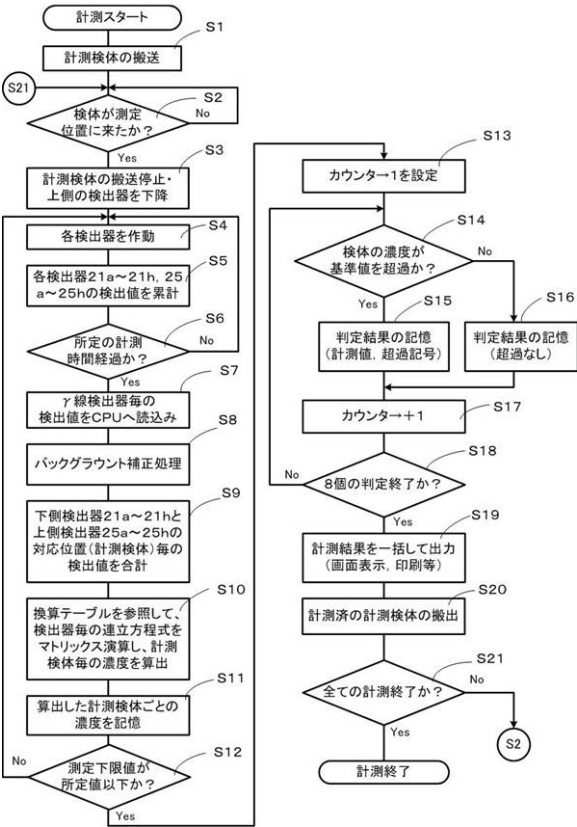 計測スタート
S1
計測検体の搬送
S21
S2
検体が測定
位置に来たか？
No
Yes
S3
計測検体の搬送停止・
上側の検出器を下降
S4
各検出器を作動
S5
各検出器21a～21h, 25
a～25hの検出値を累計
S6
所定の計測
時間経過か？
No
Yes
S7
γ線検出器毎の
検出値をCPUへ読込み
S8
バックグラウント補正処理
S9
下側検出器21a～21hと
上側検出器25a～25hの
対応位置(計測検体)毎の
検出値を合計
S10
換算テーブルを参照して、
検出器毎の連立方程式を
マトリックス演算し、計測
検体毎の濃度を算出
S11
算出した計測検体ごとの
濃度を記憶
S12
No
測定下限値が
所定値以下か？
Yes
S13
カウンター→1を設定
S14
検体の濃度が
基準値を超過か？
No
Yes
S15
判定結果の記憶
(計測値, 超過記号)
S16
判定結果の記憶
(超過なし)
S17
カウンター→＋1
S18
No
8個の判定終了か？
Yes
S19
計測結果を一括して出力
(画面表示, 印刷等)
S20
計測済の計測検体の搬出
S21
全ての計測終了か？
No
Yes
S2
計測終了